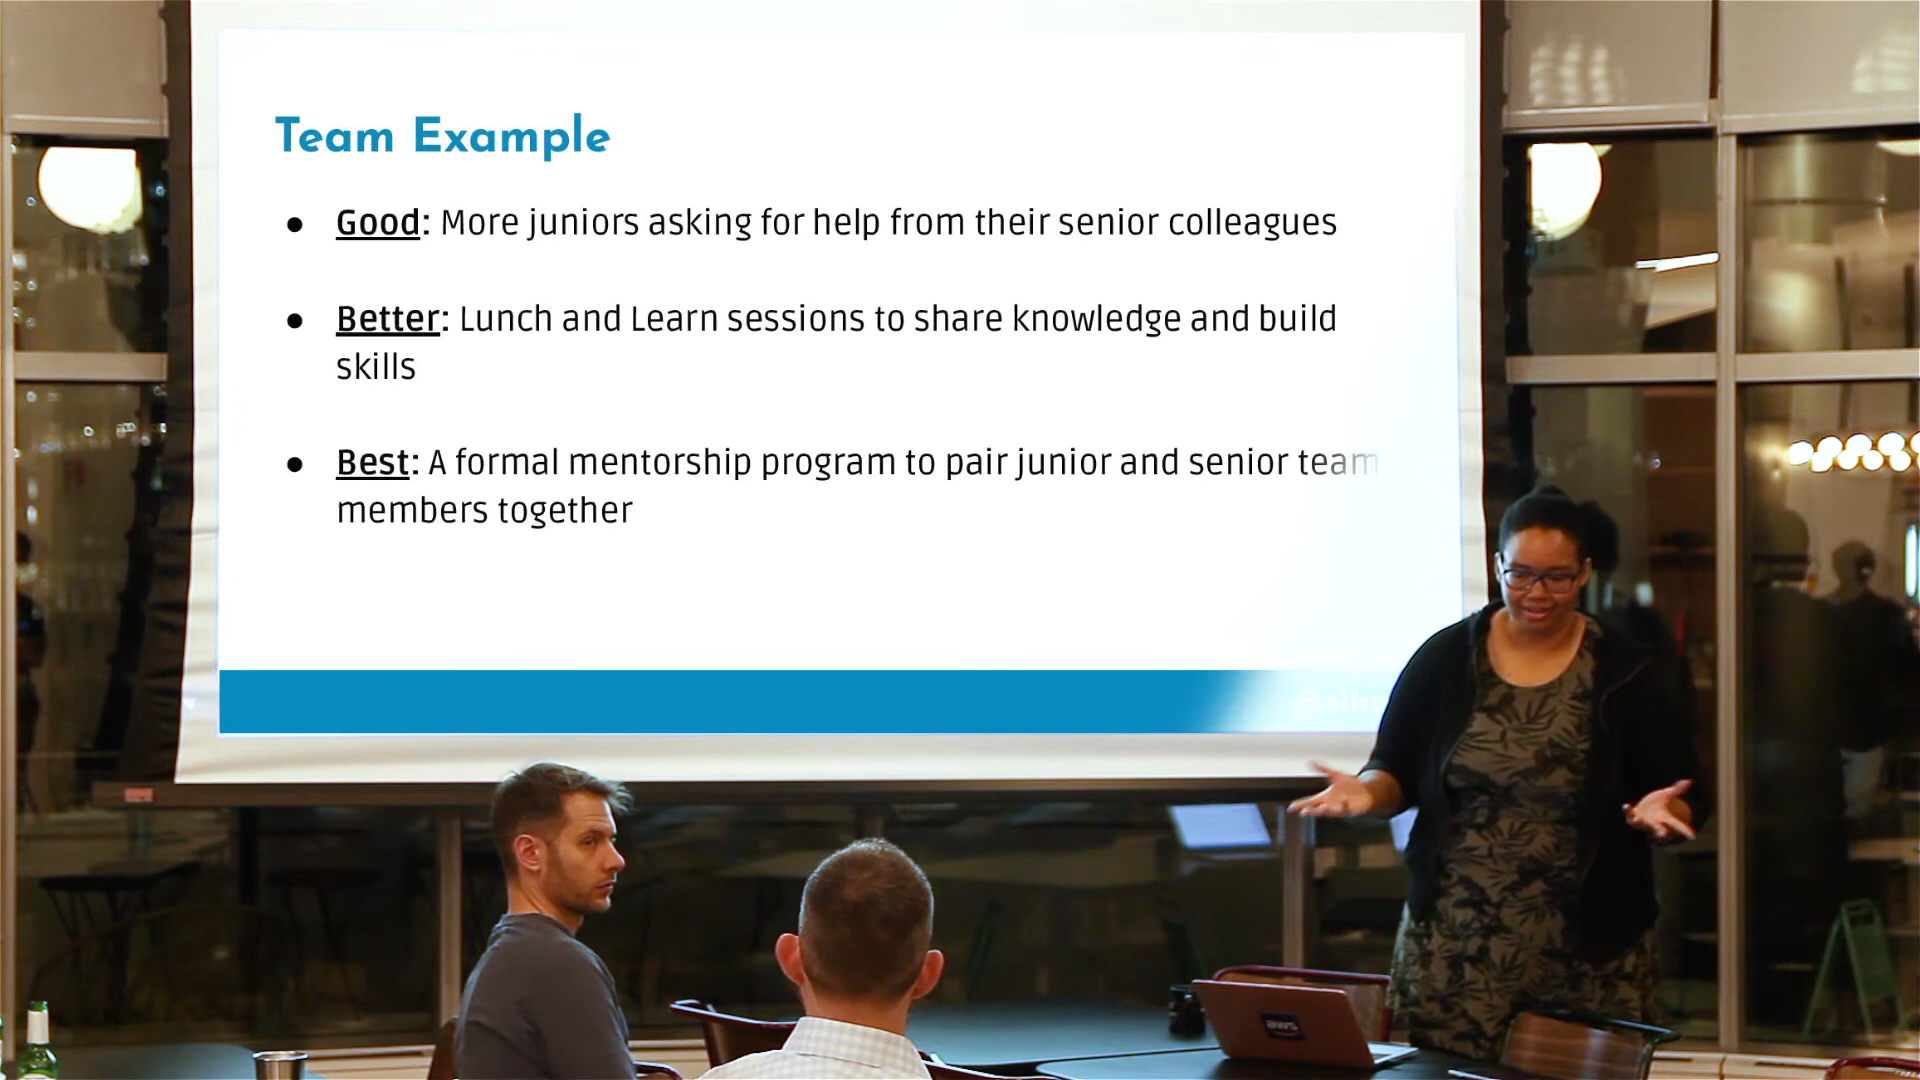 Team Example
● Good: More juniors asking for help from their senior colleagues
● Better: Lunch and Learn sessions to share knowledge and build
skills
● Best: A formal mentorship program to pair junior and senior team
members together
aws